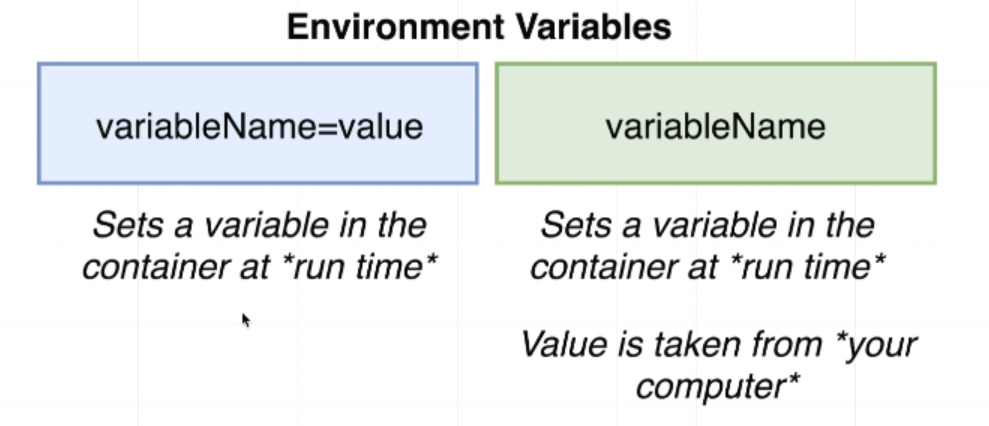 Environment Variables
variableName=value
variableName
Sets a variable in the
container at *run time*
Sets a variable in the
container at *run time*
Value is taken from *your
computer*